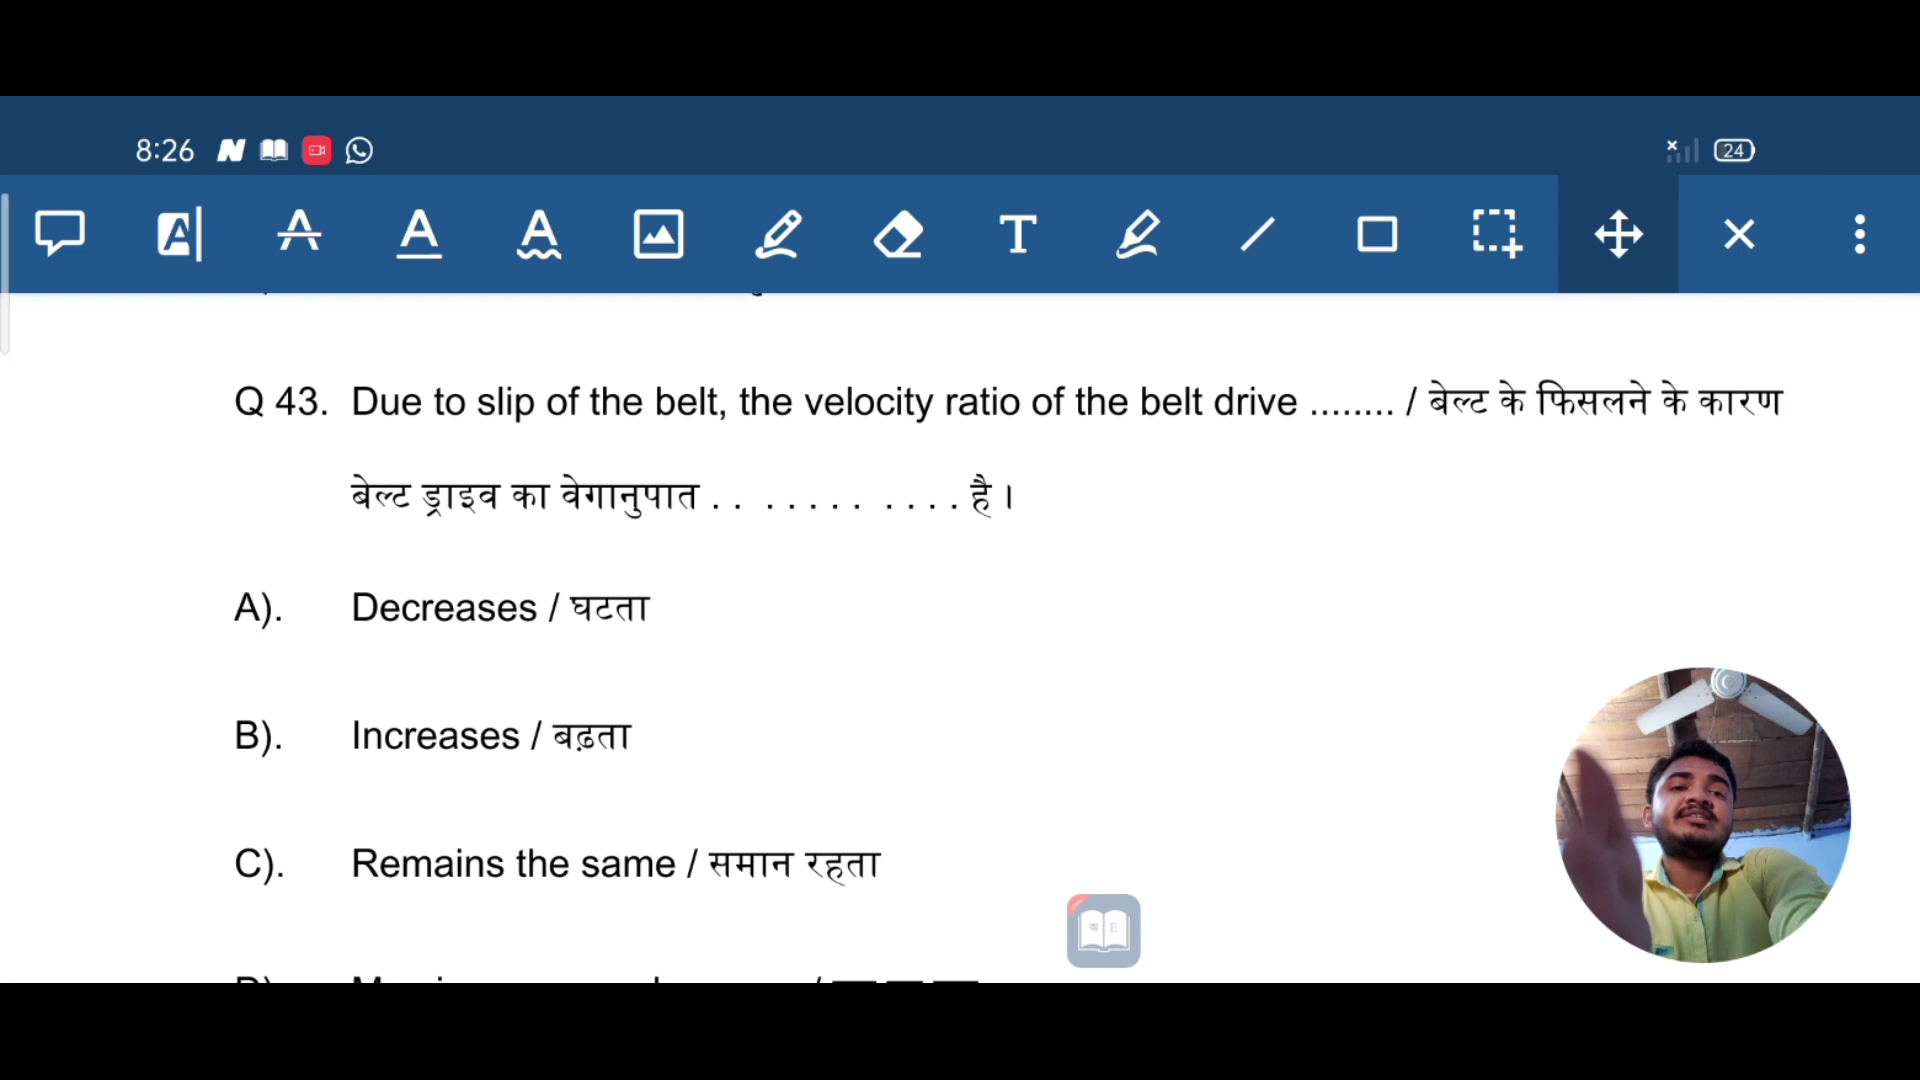 8:26
24
Q 43. Due to slip of the belt, the velocity ratio of the belt drive ........ / बेल्ट के फिसलने के कारण
बेल्ट ड्राइव का वेगानुपात . . . . . . . . . . . . है।
A). Decreases / घटता
B). Increases / बढ़ता
C). Remains the same / समान रहता